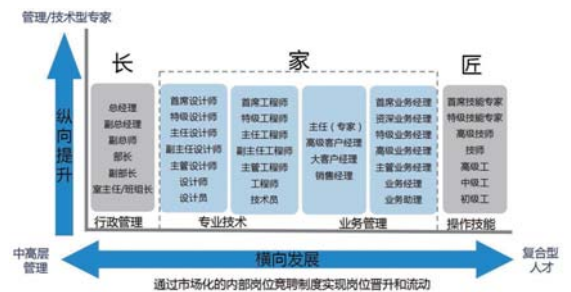 管理/技术型专家
长
家
匠
纵向提升
总经理
副总经理
副总师
部长
副部长
室主任/班组长
首席设计师
特级设计师
主任设计师
副主任设计师
主管设计师
设计师
设计员
首席工程师
特级工程师
主任工程师
副主任工程师
主管工程师
工程师
技术员
主任（专家）
高级客户经理
大客户经理
销售经理
首席业务经理
资深业务经理
特级业务经理
高级业务经理
主管业务经理
业务经理
业务助理
首席技能专家
特级技能专家
高级技师
技师
高级工
中级工
初级工
行政管理
专业技术
业务管理
操作技能
中高层
管理
横向发展
复合型
人才
通过市场化的内部岗位竞聘制度实现岗位晋升和流动